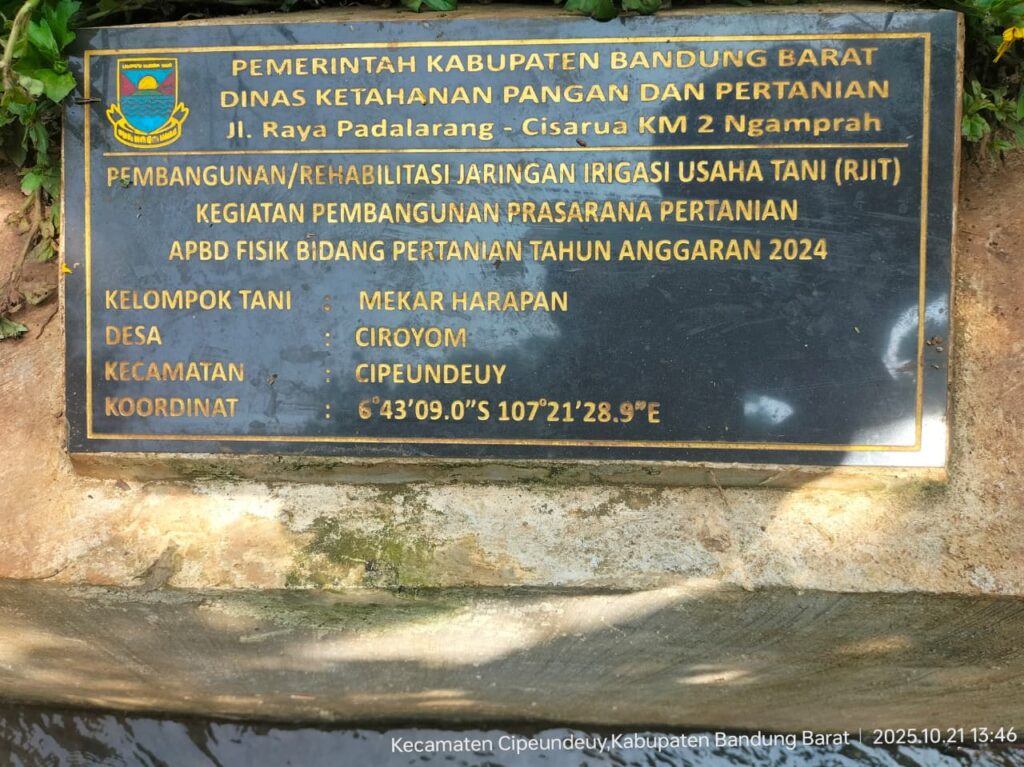 PEMERINTAH KABUPATEN BANDUNG BARAT
DINAS KETAHANAN PANGAN DAN PERTANIAN
Jl. Raya Padalarang - Cisarua KM 2 Ngamprah
PEMBANGUNAN/REHABILITASI JARINGAN IRIGASI USAHA TANI (RJIT)
KEGIATAN PEMBANGUNAN PRASARANA PERTANIAN
APBD FISIK BIDANG PERTANIAN TAHUN ANGGARAN 2024
KELOMPOK TANI : MEKAR HARAPAN
DESA : CIROYOM
KECAMATAN : CIPEUNDEUY
KOORDINAT : 6°43'09.0"S 107°21'28.9"E
Kecamaten Cipeundeuy,Kabupaten Bandung Barat | 2025.10.21 13:46